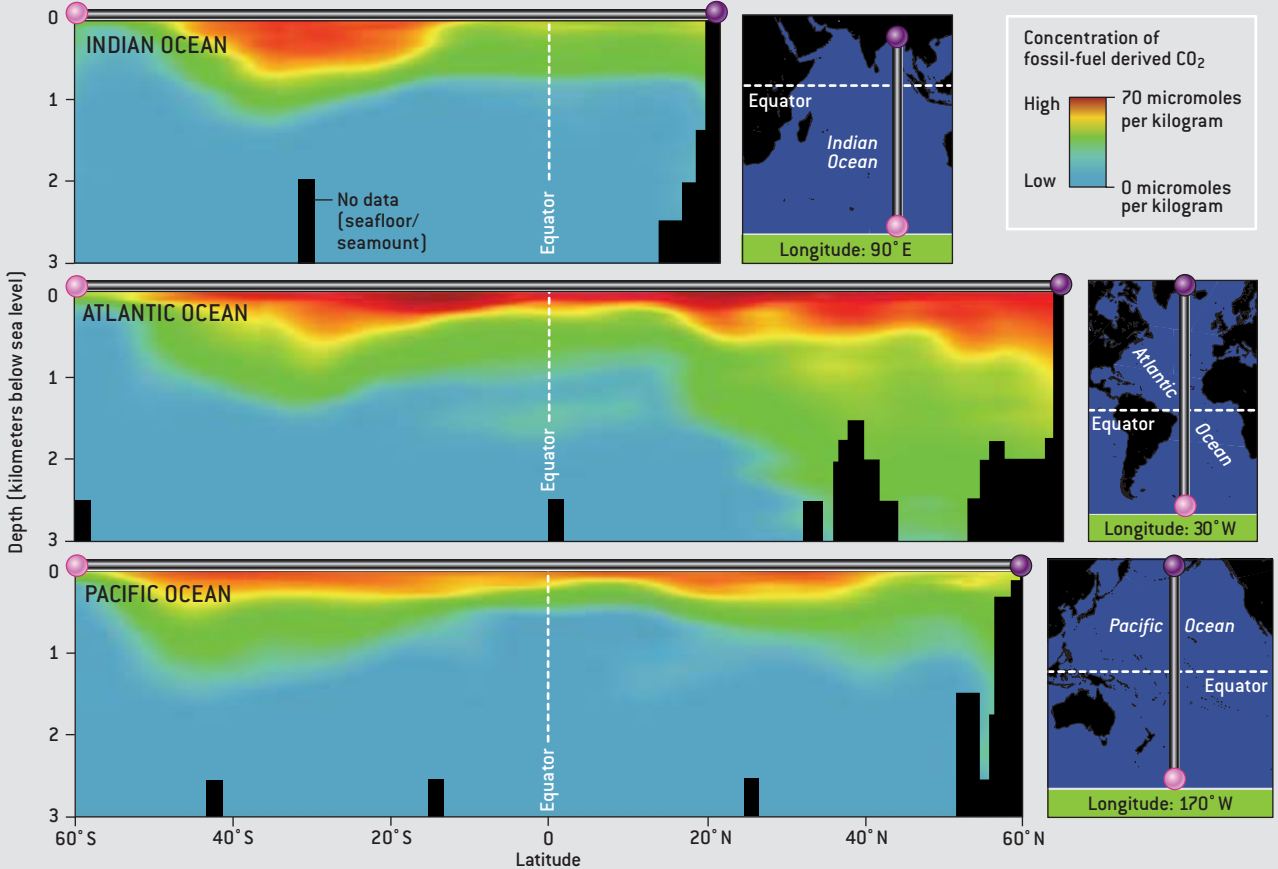 0
1
2
3
INDIAN OCEAN
No data
(seafloor/
seamount)
Equator
Equator
Indian
Ocean
Longitude: 90°E
Concentration of
fossil-fuel derived CO₂
High
Low
70 micromoles
per kilogram
0 micromoles
per kilogram
Depth (kilometers below sea level)
0
1
2
3
ATLANTIC OCEAN
Equator
Atlantic
Equator
Ocean
Longitude: 30°W
0
1
2
3
PACIFIC OCEAN
Equator
60°S
40°S
20°S
0
20°N
40°N
60°N
Latitude
Pacific Ocean
Equator
Longitude: 170°W